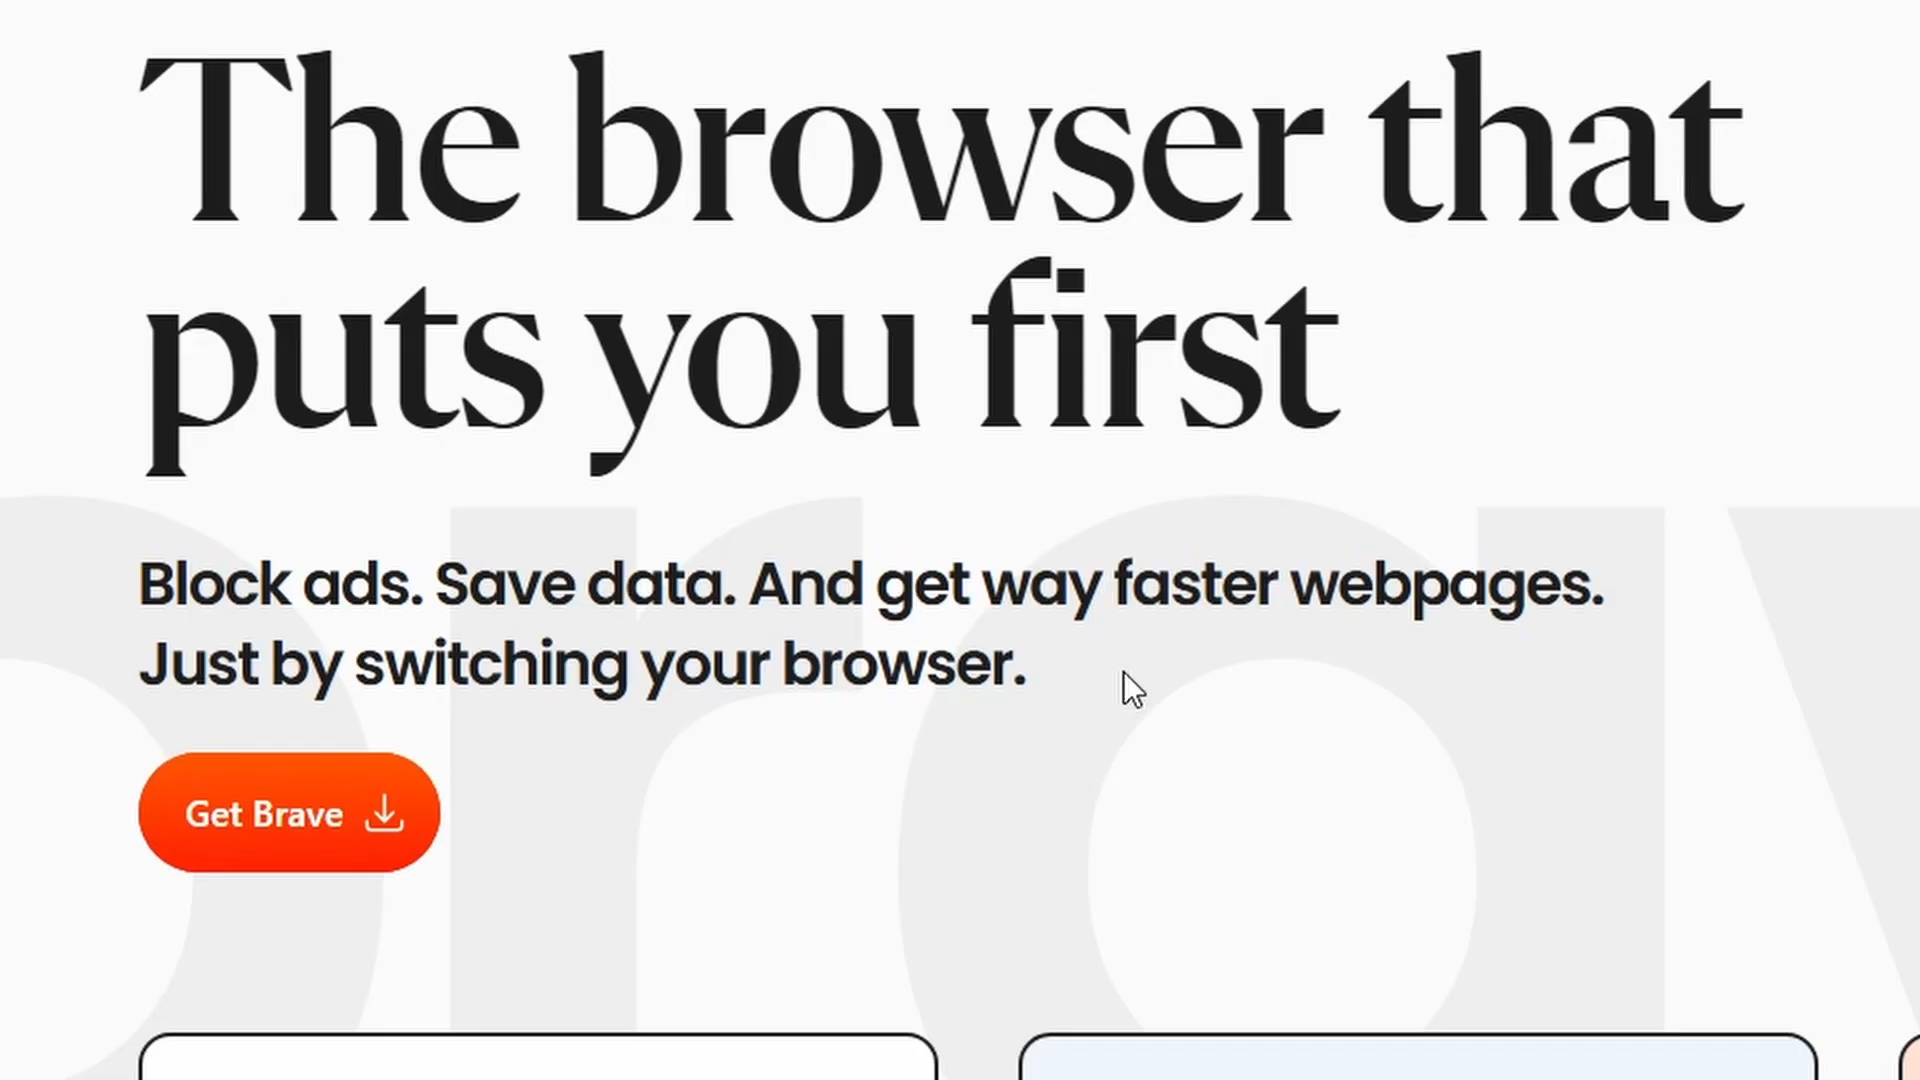 The browser that
puts you first
Block ads. Save data. And get way faster webpages.
Just by switching your browser.
Get Brave